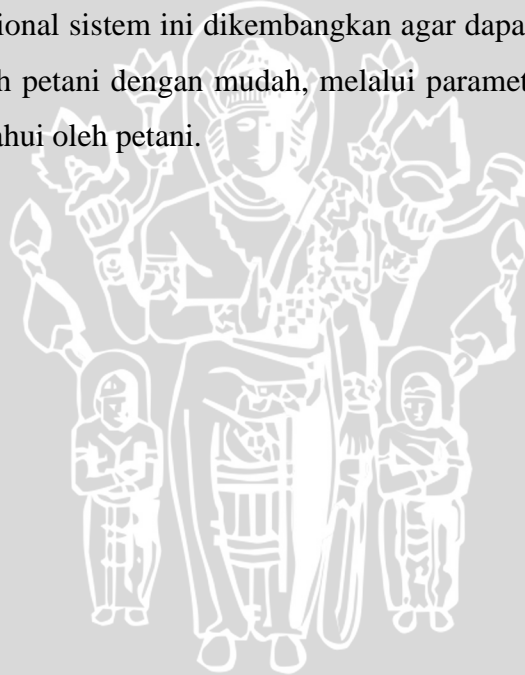 ional sistem ini dikembangkan agar dapa
h petani dengan mudah, melalui paramet
ahui oleh petani.